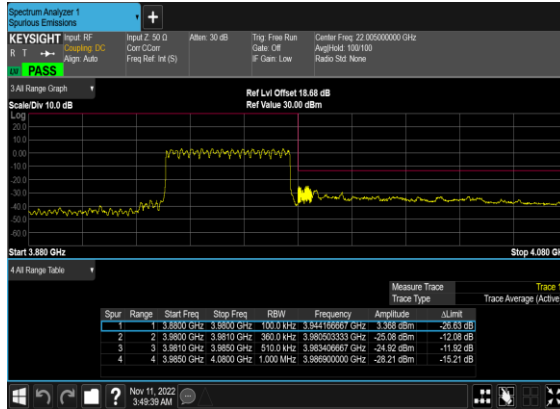 Spectrum Analyzer 1
Spurious Emissions
+
KEYSIGHT Input: RF Input Z: 50 Ω Atten: 30 dB Trig: Free Run Center Freq: 22.005000000 GHz
R T Coupling: DC Corr CCorr Gate: Off Avg|Hold: 100/100
Align: Auto Freq Ref: Int (S) IF Gain: Low Radio Std: None
PASS
3 All Range Graph
Ref Lvl Offset 18.68 dB
Scale/Div 10.0 dB Ref Value 30.00 dBm
Log
20.0
10.0
0.00
-10.0
-20.0
-30.0
-40.0
-50.0
-60.0
Start 3.880 GHz Stop 4.080 GH
4 All Range Table
Measure Trace Trace 1
Trace Type Trace Average (Active
Spur Range Start Freq Stop Freq RBW Frequency Amplitude ΔLimit
1 1 3.8800 GHz 3.9800 GHz 100.0 kHz 3.944166667 GHz 3.368 dBm -26.63 dB
2 2 3.9800 GHz 3.9810 GHz 360.0 kHz 3.980503333 GHz -25.08 dBm -12.08 dB
3 3 3.9810 GHz 3.9850 GHz 510.0 kHz 3.983406667 GHz -24.92 dBm -11.92 dB
4 4 3.9850 GHz 4.0800 GHz 1.000 MHz 3.986900000 GHz -28.21 dBm -15.21 dB
? Nov 11, 2022
3:49:39 AM